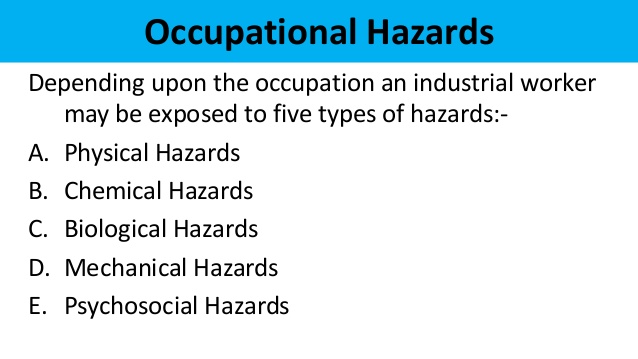 Occupational Hazards
Depending upon the occupation an industrial worker
may be exposed to five types of hazards:-
A. Physical Hazards
B. Chemical Hazards
C. Biological Hazards
D. Mechanical Hazards
E. Psychosocial Hazards